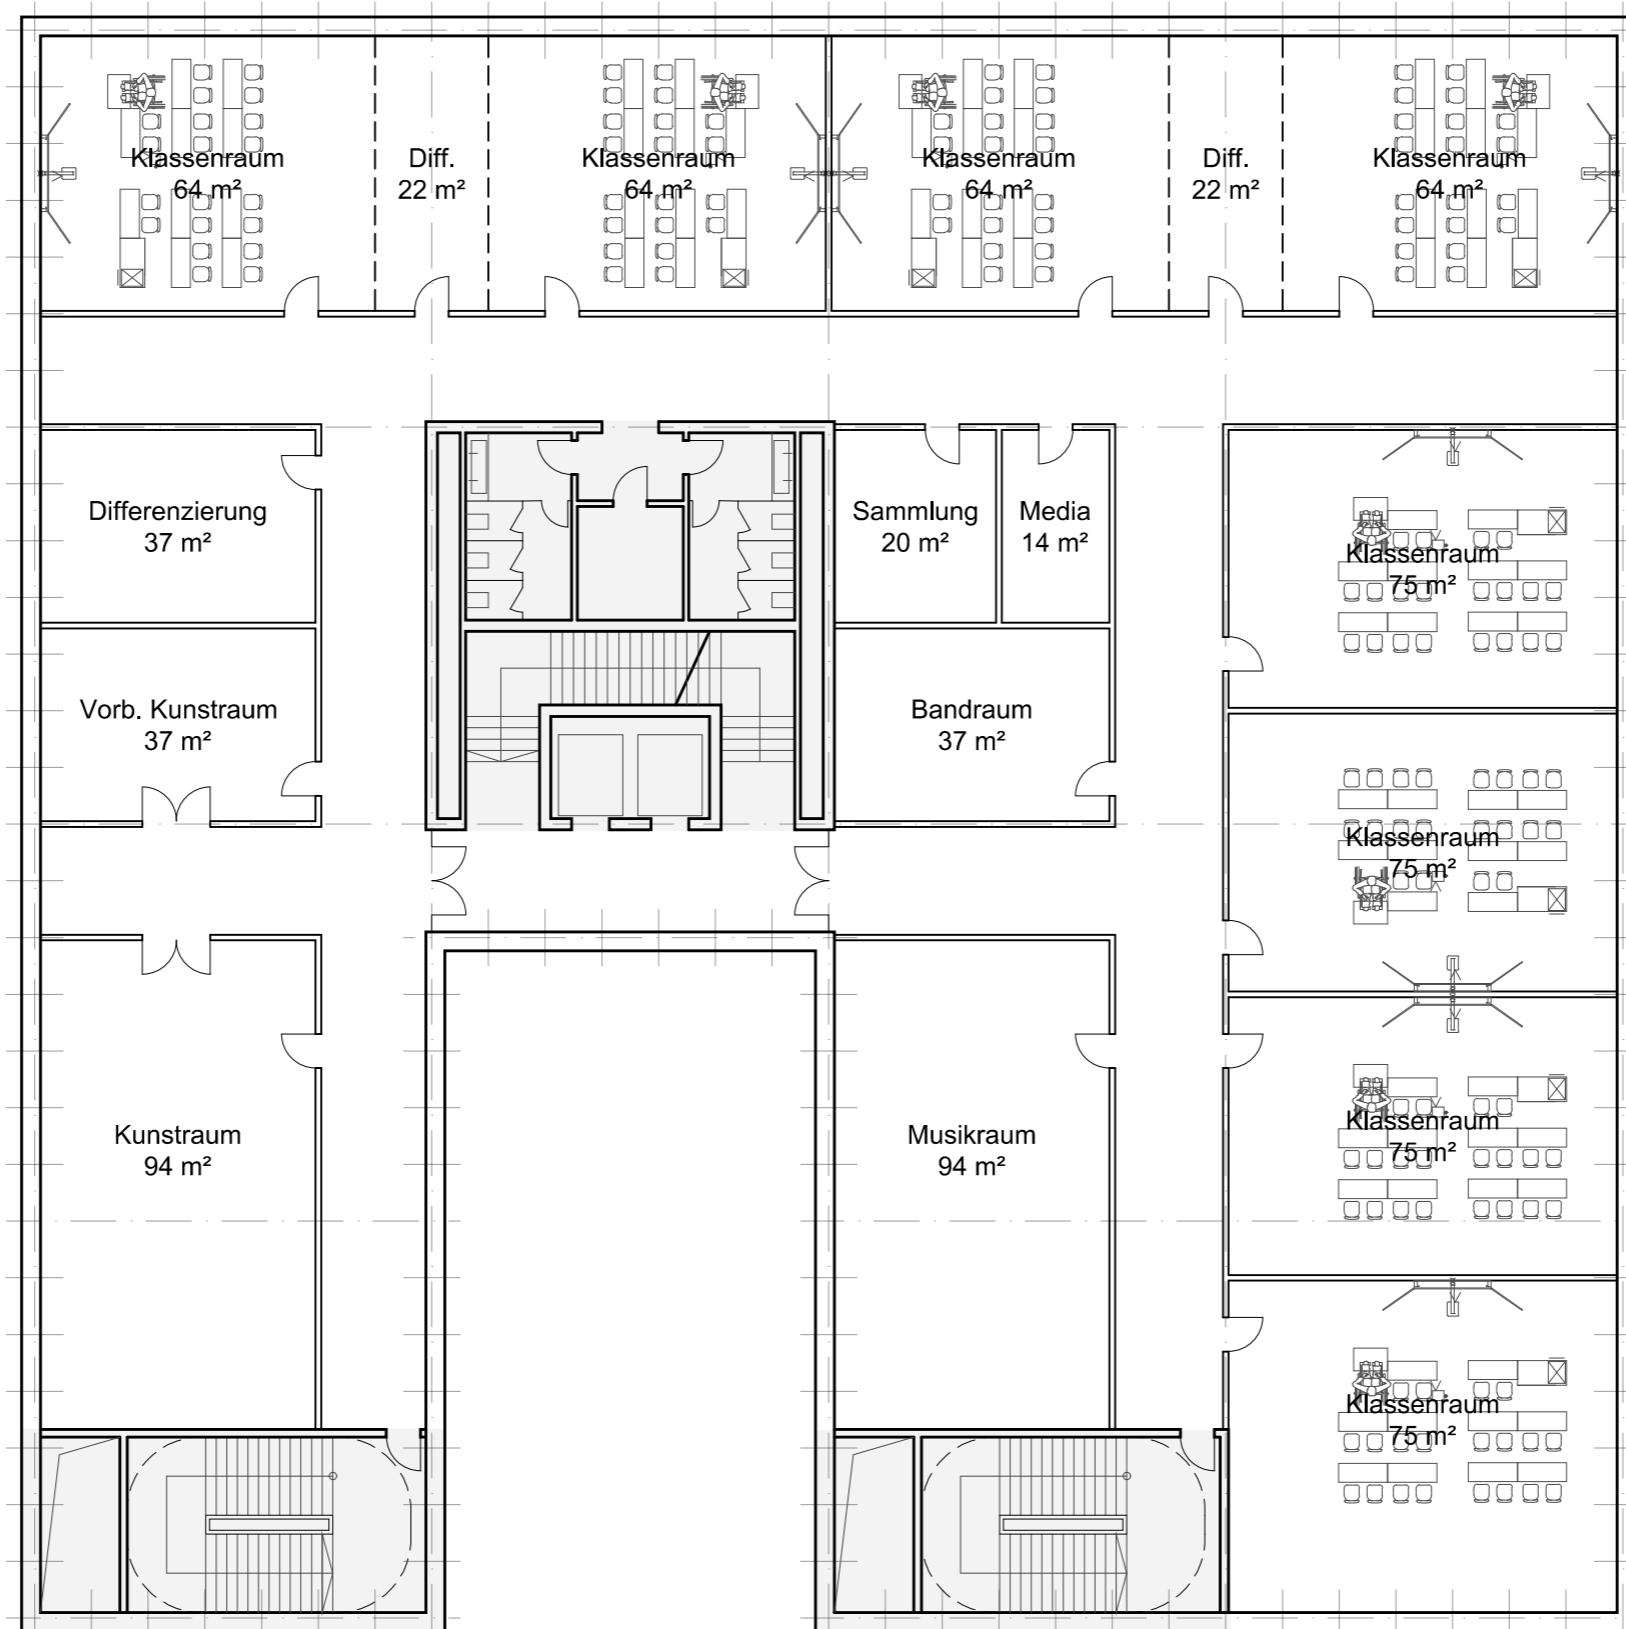 Klassenraum
64 m²
Diff.
22 m²
Klassenraum
64 m²
Klassenraum
64 m²
Diff.
22 m²
Klassenraum
64 m²
Differenzierung
37 m²
Sammlung
20 m²
Media
14 m²
Klassenraum
75 m²
Vorb. Kunstraum
37 m²
Bandraum
37 m²
Klassenraum
75 m²
Kunstraum
94 m²
Musikraum
94 m²
Klassenraum
75 m²
Klassenraum
75 m²